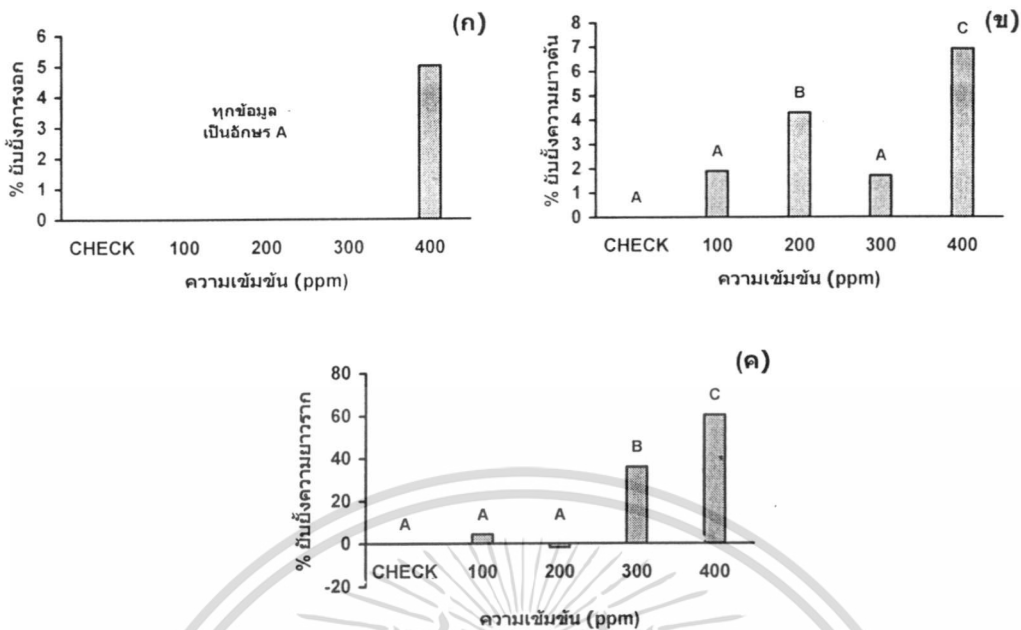 (ก)
% ยับยั้งการงอก
6
5
4
3
2
1
0
ทุกข้อมูล
เป็นอักษร A
CHECK 100 200 300 400
ความเข้มข้น (ppm)
(ข)
% ยับยั้งความยาวต้น
8
7
6
5
4
3
2
1
0
A A B A C
CHECK 100 200 300 400
ความเข้มข้น (ppm)
(ค)
% ยับยั้งความยาวราก
80
60
40
20
0
-20
A A A B C
CHECK 100 200 300 400
ความเข้มข้น (ppm)